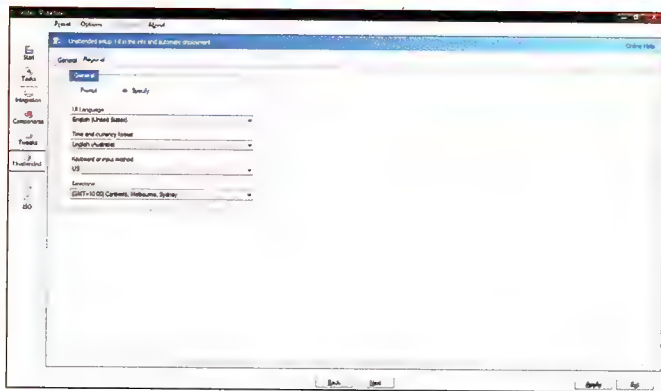 Preset Options About
Unattended setup: Fill in the info and automatic deployment
Online Help
Start
Tasks
Integration
Components
Tweaks
Unattended
ISO
General Regional
General
Prompt Specify
UI Language
English (United States)
Time and currency format
English (Australia)
Keyboard or input method
US
Timezone
(GMT+10:00) Canberra, Melbourne, Sydney
Back Next
Apply Exit